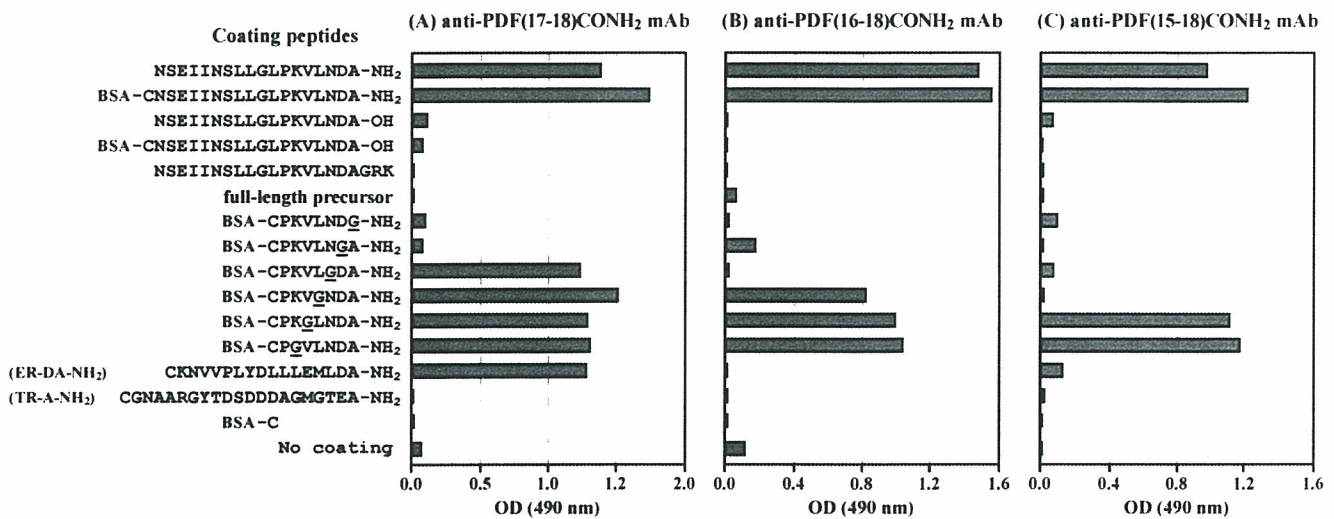 (A) anti-PDF(17-18)CONH₂ mAb
(B) anti-PDF(16-18)CONH₂ mAb
(C) anti-PDF(15-18)CONH₂ mAb
Coating peptides
NSEIINSLLGLPKVLNDA-NH₂
BSA-CNSEIINSLLGLPKVLNDA-NH₂
NSEIINSLLGLPKVLNDA-OH
BSA-CNSEIINSLLGLPKVLNDA-OH
NSEIINSLLGLPKVLNDAGRK
full-length precursor
BSA-CPKVLNDG-NH₂
BSA-CPKVLNGA-NH₂
BSA-CPKVLGDA-NH₂
BSA-CPKVGNDA-NH₂
BSA-CPKGLNDA-NH₂
BSA-CPGVLNDA-NH₂
(ER-DA-NH₂) CKNVVPLYDLLLEMLDA-NH₂
(TR-A-NH₂) CGNAARGYTDSDDDAGMGTEA-NH₂
BSA-C
No coating
0.0 0.5 1.0 1.2 2.0
0.0 0.4 0.8 1.2 1.6
0.0 0.4 0.8 1.2 1.6
OD (490 nm)
OD (490 nm)
OD (490 nm)